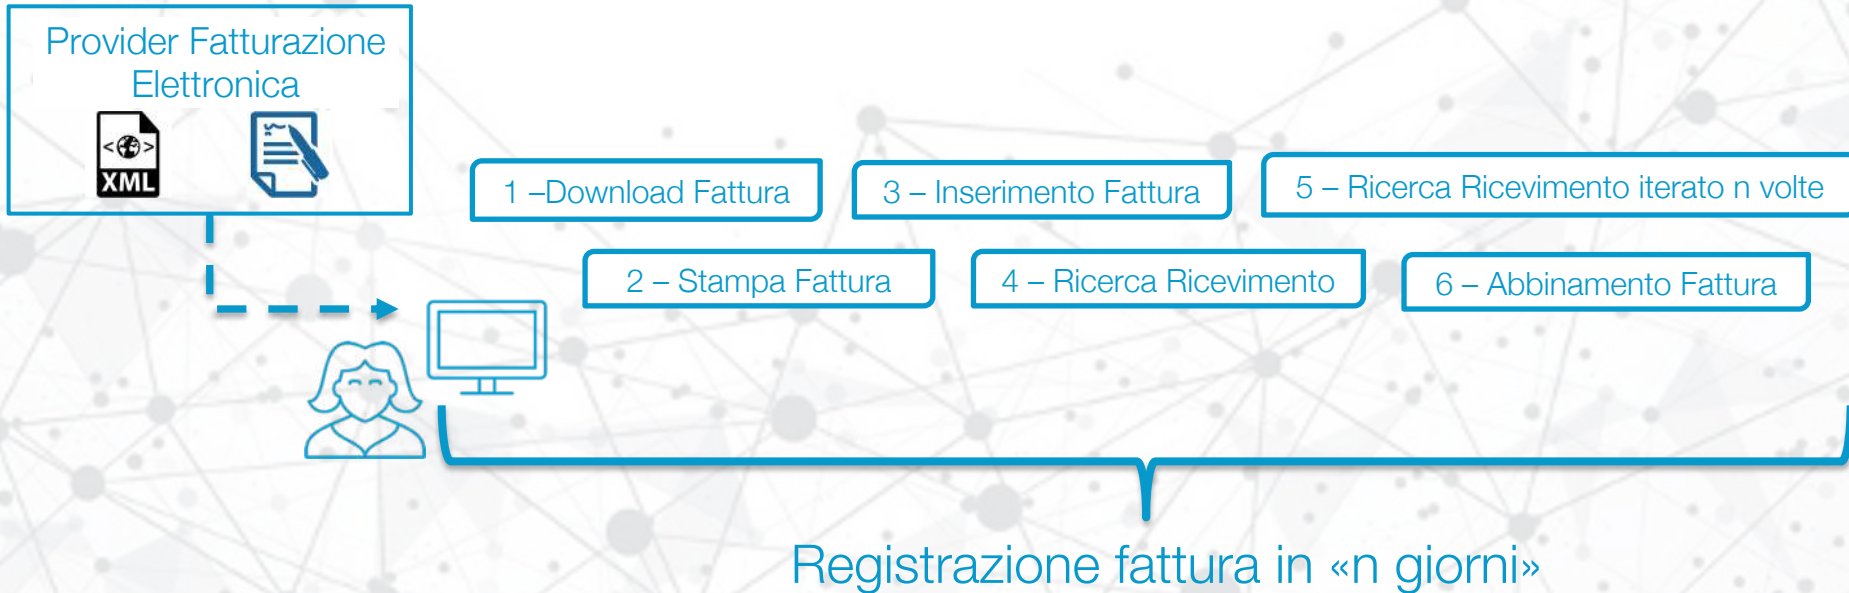 Provider Fatturazione
Elettronica
<XML>
1 –Download Fattura
3 – Inserimento Fattura
5 – Ricerca Ricevimento iterato n volte
2 – Stampa Fattura
4 – Ricerca Ricevimento
6 – Abbinamento Fattura
Registrazione fattura in «n giorni»